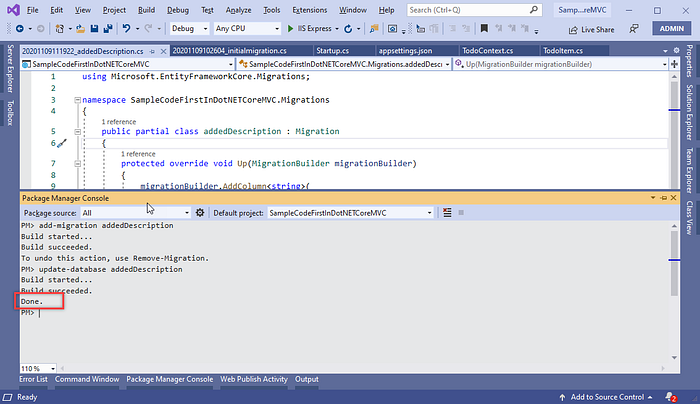 File Edit View Project Build Debug Test Analyze
Tools Extensions Window Help Search (Ctrl+Q) Samp...reMVC
Debug Any CPU IIS Express Live Share ADMIN
20201109111922_addedDescription.cs 20201109102604_initialmigration.cs Startup.cs appsettings.json TodoContext.cs TodoItem.cs
SampleCodeFirstInDotNETCoreMVC SampleCodeFirstInDotNETCoreMVC.Migrations.addedDesci Up(MigrationBuilder migrationBuilder)
1 using Microsoft.EntityFrameworkCore.Migrations;
2
3 namespace SampleCodeFirstInDotNETCoreMVC.Migrations
4 {
1 reference
5 public partial class addedDescription : Migration
6 {
1 reference
7 protected override void Up(MigrationBuilder migrationBuilder)
8 {
9 migrationBuilder.AddColumn<string>(
Package Manager Console
Package source: All Default project: SampleCodeFirstInDotNETCoreMVC
PM> add-migration addedDescription
Build started...
Build succeeded.
To undo this action, use Remove-Migration.
PM> update-database addedDescription
Build started...
Build succeeded.
Done.
PM>
110 %
Error List Command Window Package Manager Console Web Publish Activity Output
Ready Add to Source Control 2
Server Explorer
Toolbox
Properties
Solution Explorer
Team Explorer
Class View